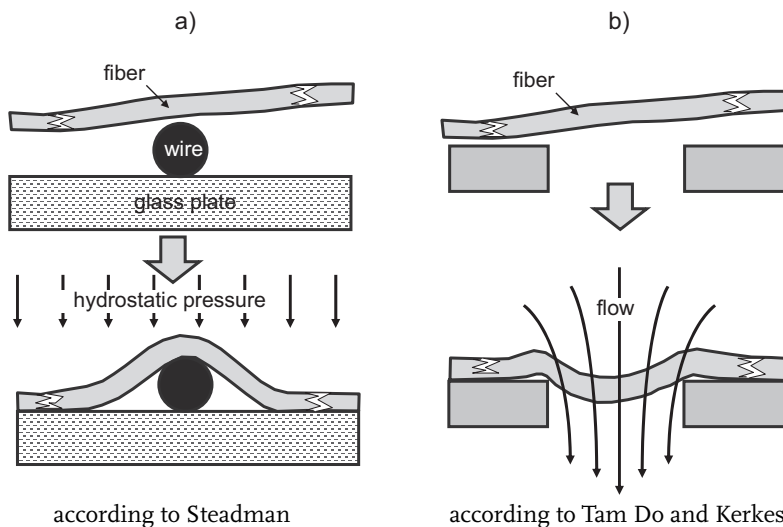 a)
fiber
wire
glass plate
hydrostatic pressure
according to Steadman
b)
fiber
flow
according to Tam Do and Kerkes